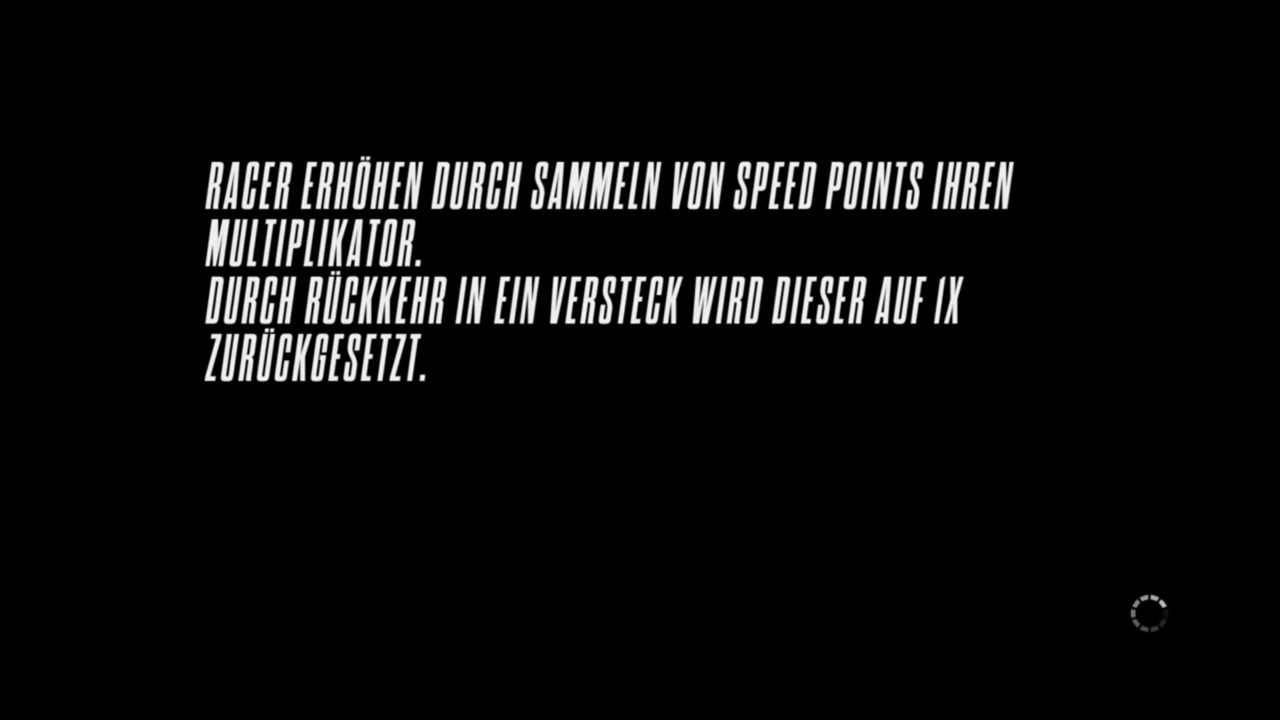 RACER ERHÖHEN DURCH SAMMELN VON SPEED POINTS IHREN
MULTIPLIKATOR.
DURCH RÜCKKEHR IN EIN VERSTECK WIRD DIESER AUF 1X
ZURÜCKGESETZT.